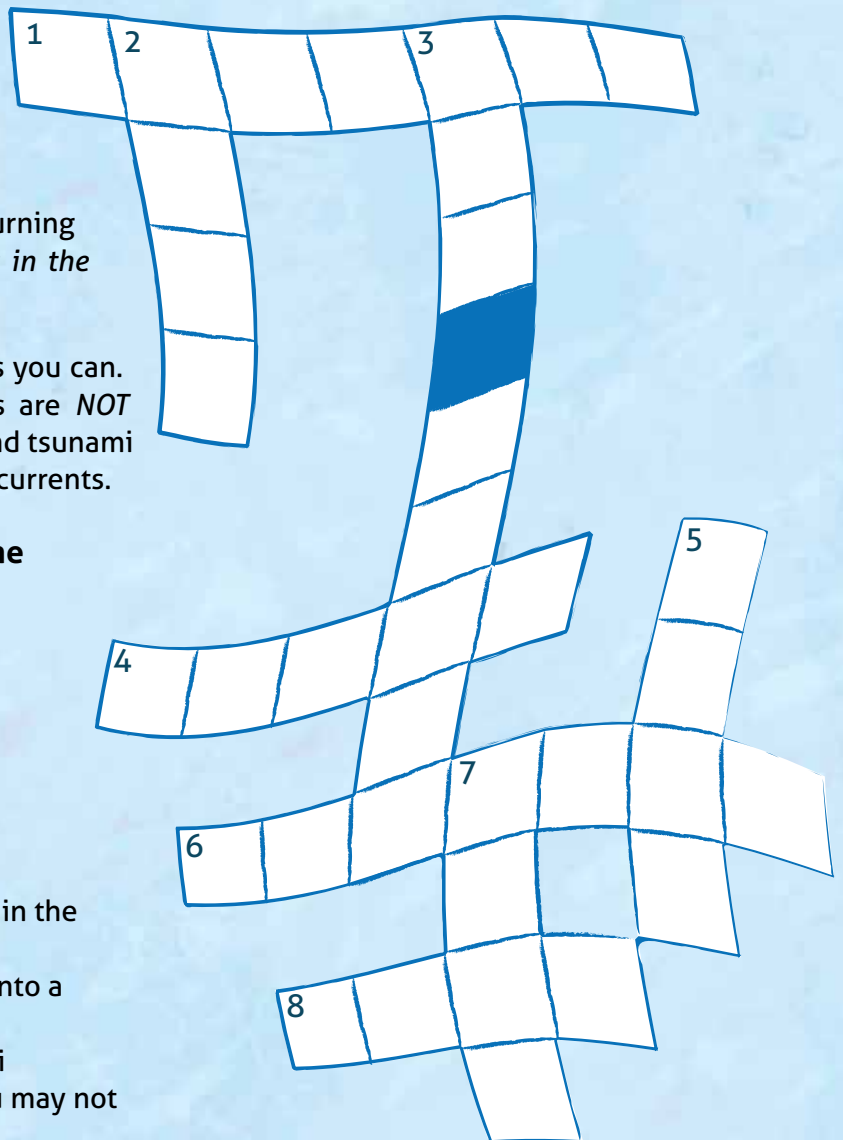 1 2 3
urning
in the
s you can.
s are NOT
nd tsunami
currents.
5
4
7
6
in the
nto a
8
i
u may not